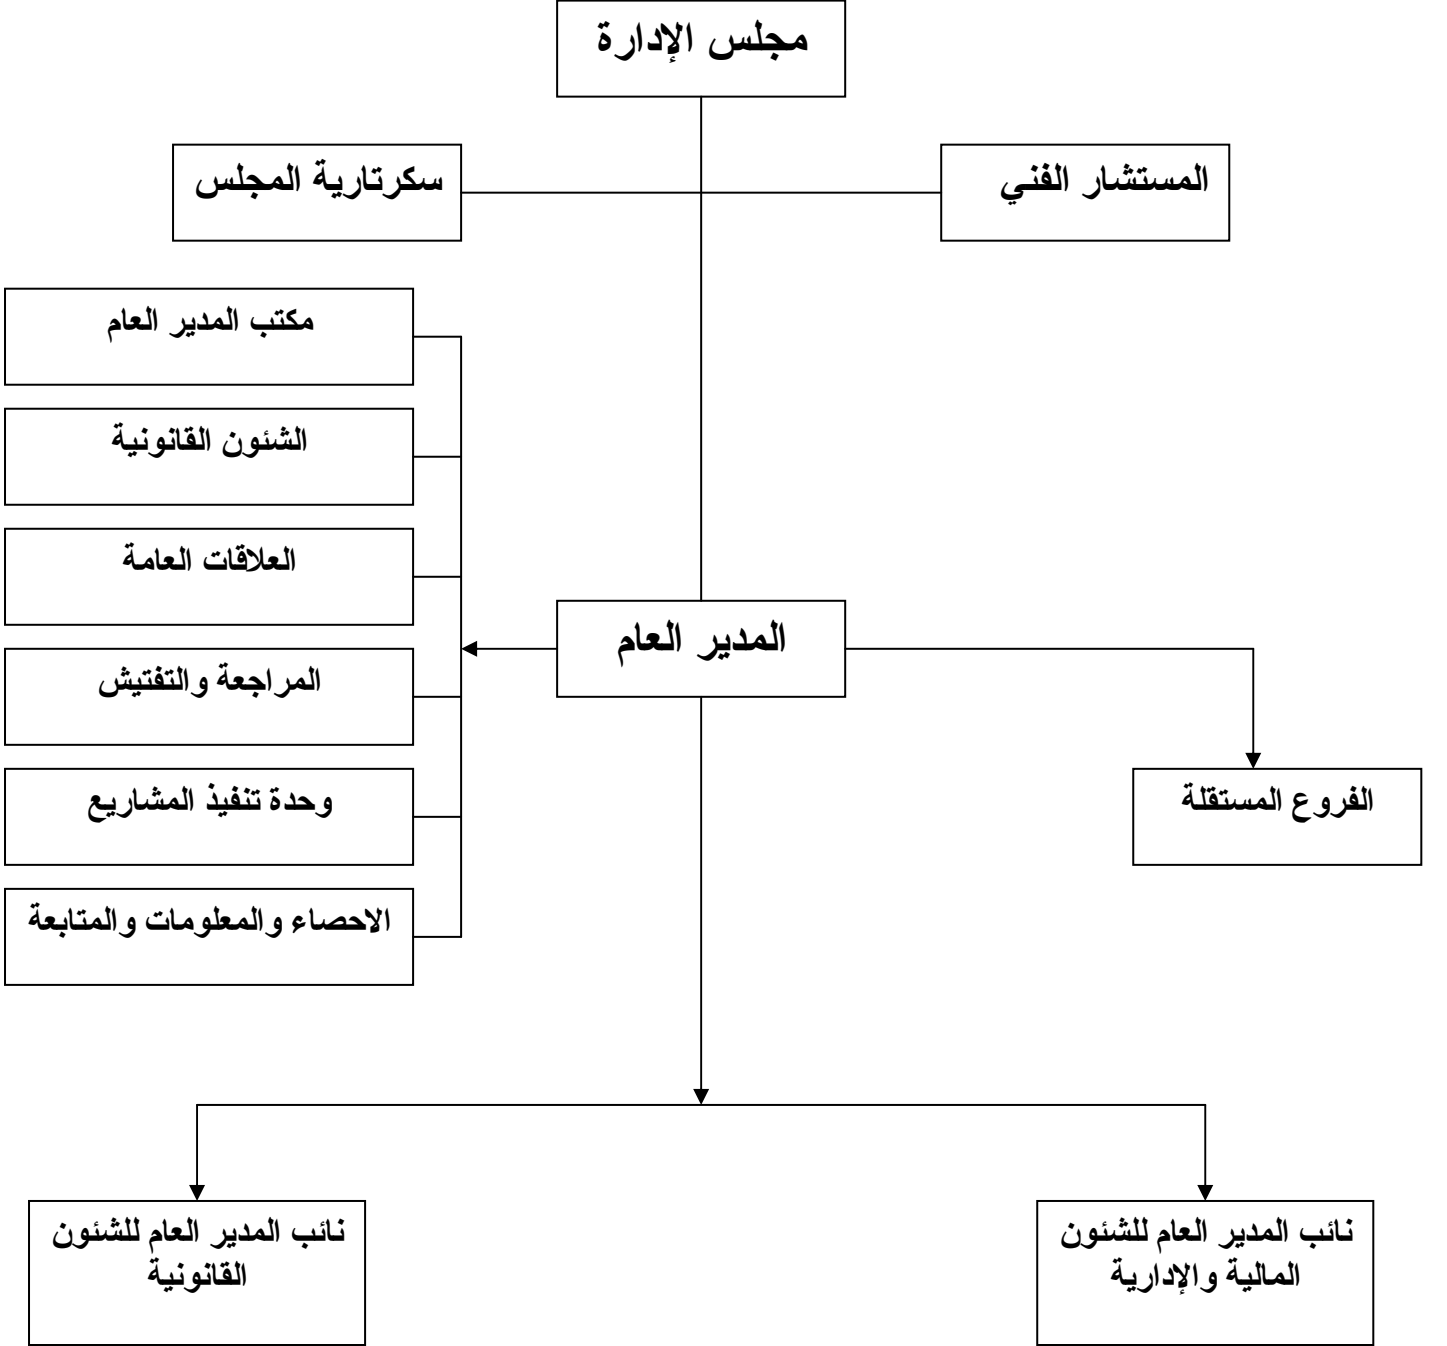 مجلس الإدارة
المستشار الفني
سكرتارية المجلس
مكتب المدير العام
الشئون القانونية
العلاقات العامة
المدير العام
المراجعة والتفتيش
وحدة تنفيذ المشاريع
الفروع المستقلة
الاحصاء والمعلومات والمتابعة
نائب المدير العام للشئون
المالية والإدارية
نائب المدير العام للشئون
القانونية